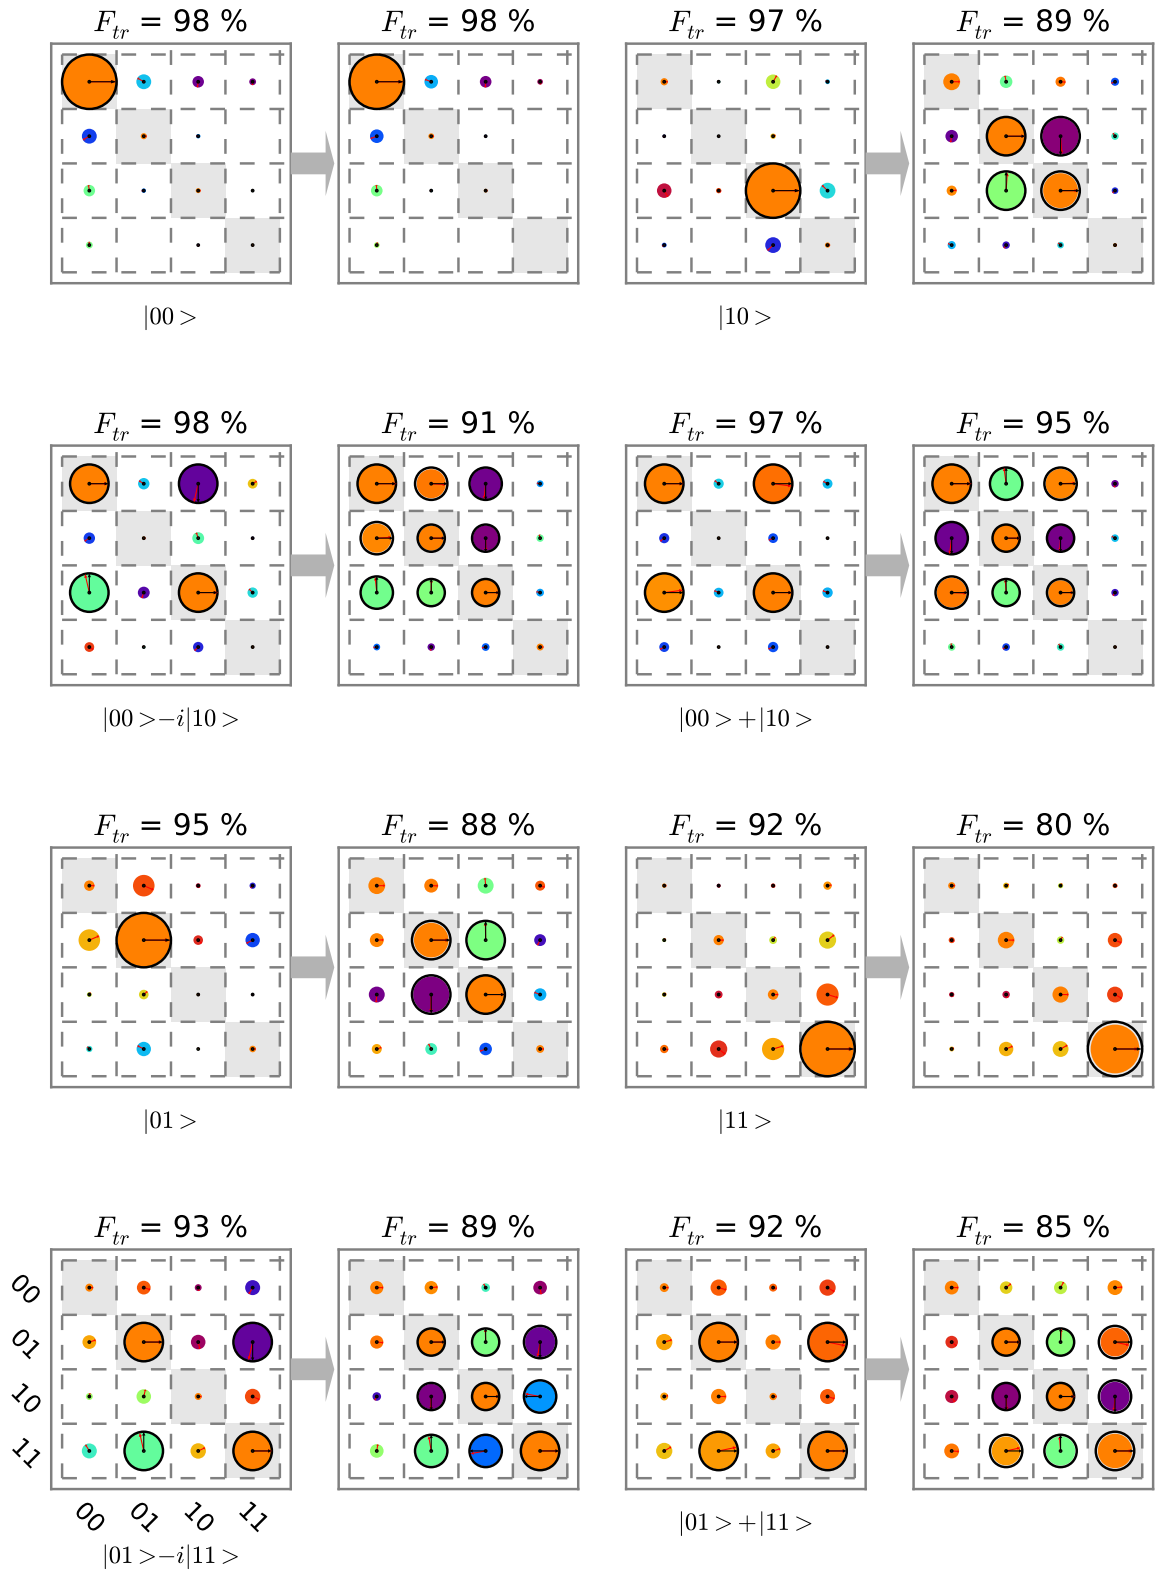 F_tr = 98 % F_tr = 98 % F_tr = 97 % F_tr = 89 %
|00 > |10 >
F_tr = 98 % F_tr = 91 % F_tr = 97 % F_tr = 95 %
|00 >−i|10 > |00 >+|10 >
F_tr = 95 % F_tr = 88 % F_tr = 92 % F_tr = 80 %
|01 > |11 >
F_tr = 93 % F_tr = 89 % F_tr = 92 % F_tr = 85 %
00
01
10
11
00 01 10 11
|01 >+|11 >
|01 >−i|11 >